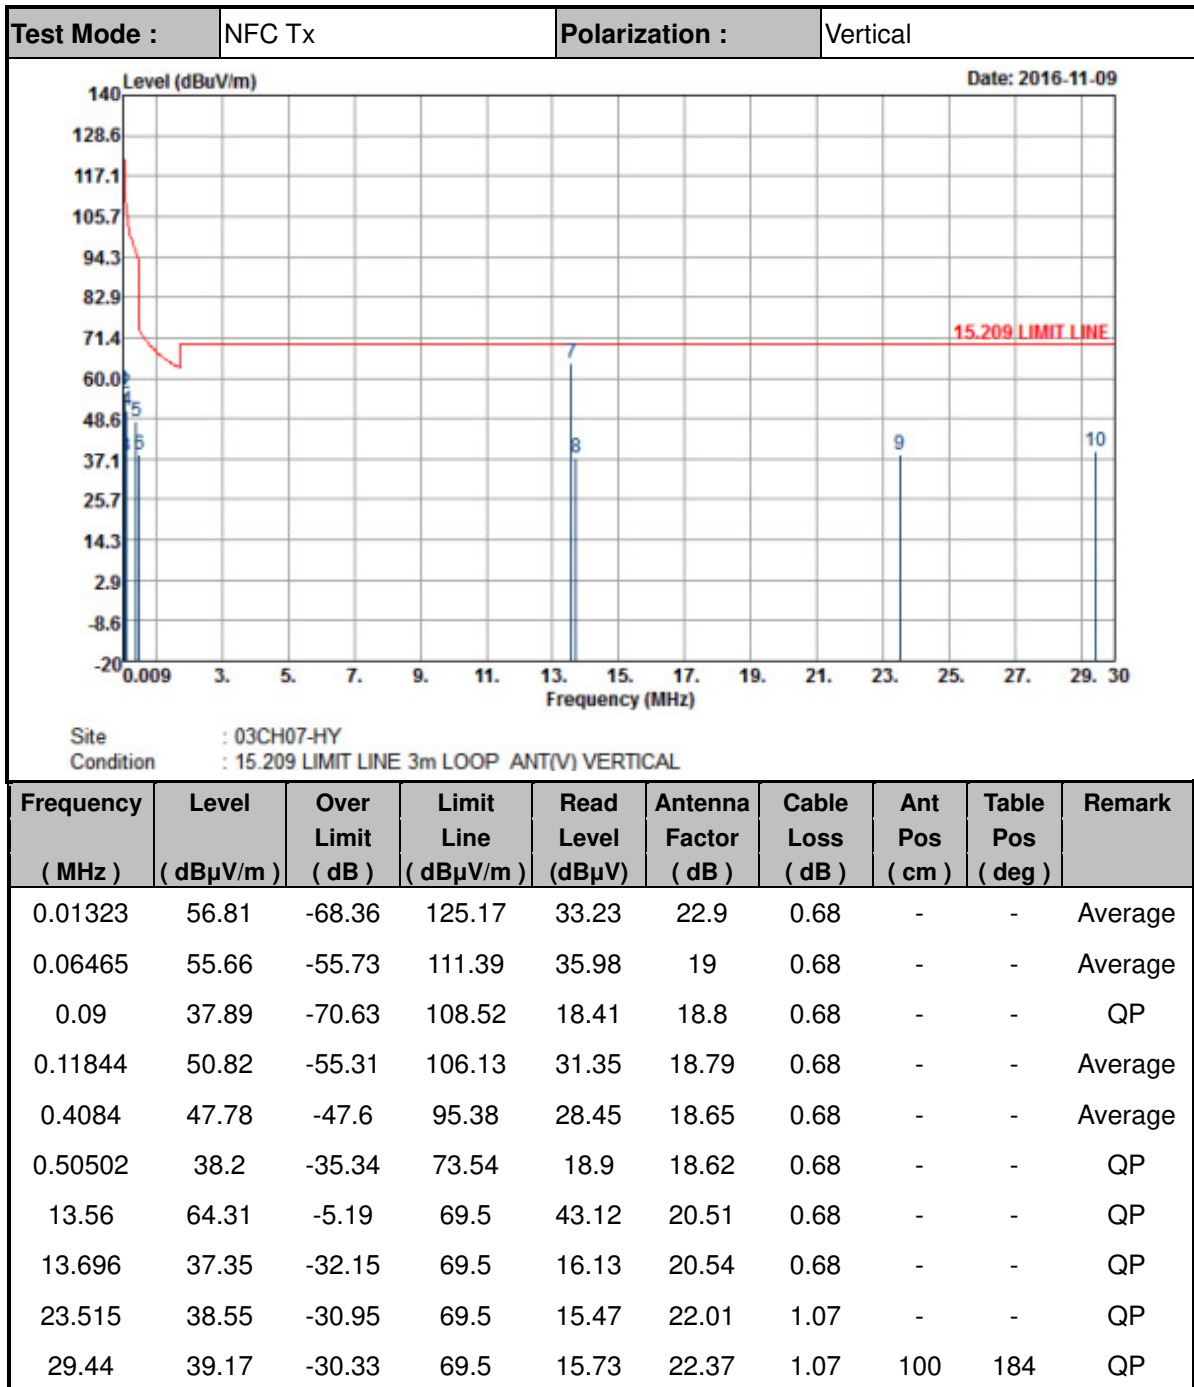 Test Mode : NFC Tx Polarization : Vertical
Level (dBuV/m) Date: 2016-11-09
140
128.6
117.1
105.7
94.3
82.9
71.4
15.209 LIMIT LINE
7
60.0
2
4
5
48.6
6
8
9
10
37.1
25.7
14.3
2.9
-8.6
-20
0.009 3. 5. 7. 9. 11. 13. 15. 17. 19. 21. 23. 25. 27. 29. 30
Frequency (MHz)
Site : 03CH07-HY
Condition : 15.209 LIMIT LINE 3m LOOP ANT(V) VERTICAL
Frequency Level Over Limit Read Antenna Cable Ant Table Remark
Limit Line Level Factor Loss Pos Pos
( MHz ) ( dBµV/m ) ( dB ) ( dBµV/m ) (dBµV) ( dB ) ( dB ) ( cm ) ( deg )
0.01323 56.81 -68.36 125.17 33.23 22.9 0.68 - - Average
0.06465 55.66 -55.73 111.39 35.98 19 0.68 - - Average
0.09 37.89 -70.63 108.52 18.41 18.8 0.68 - - QP
0.11844 50.82 -55.31 106.13 31.35 18.79 0.68 - - Average
0.4084 47.78 -47.6 95.38 28.45 18.65 0.68 - - Average
0.50502 38.2 -35.34 73.54 18.9 18.62 0.68 - - QP
13.56 64.31 -5.19 69.5 43.12 20.51 0.68 - - QP
13.696 37.35 -32.15 69.5 16.13 20.54 0.68 - - QP
23.515 38.55 -30.95 69.5 15.47 22.01 1.07 - - QP
29.44 39.17 -30.33 69.5 15.73 22.37 1.07 100 184 QP